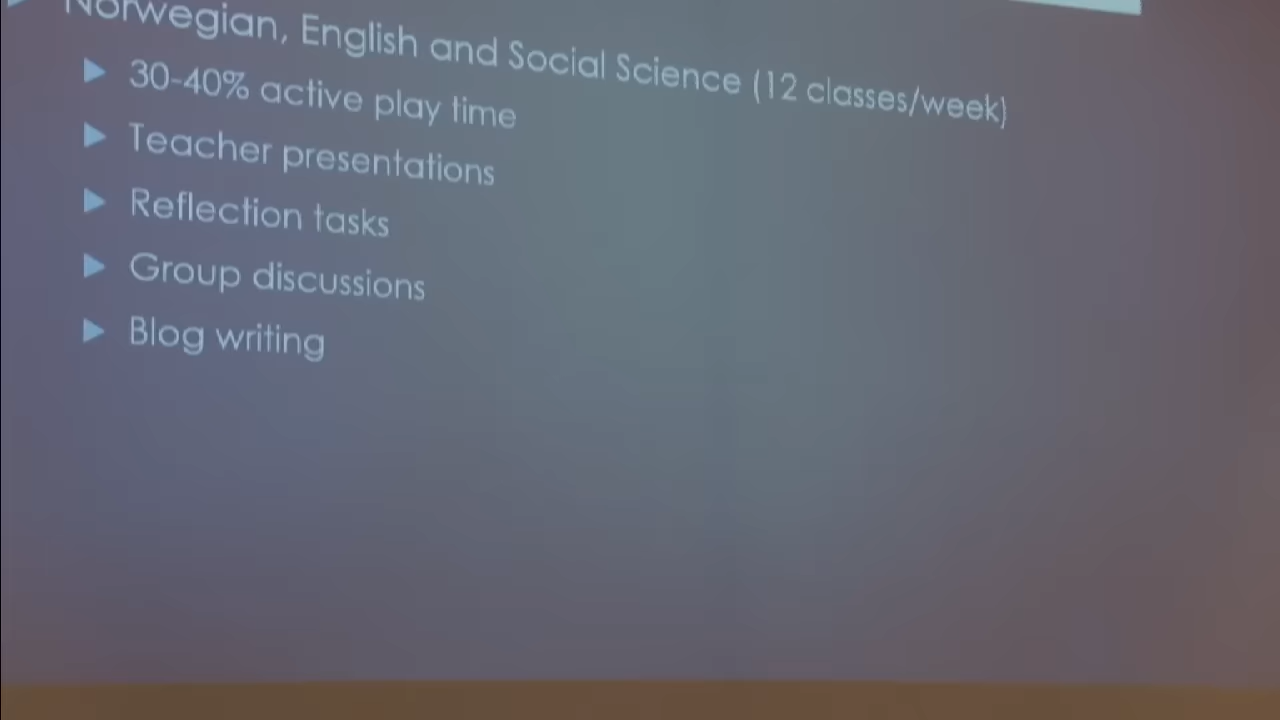 Norwegian, English and Social Science (12 classes/week)
30-40% active play time
Teacher presentations
Reflection tasks
Group discussions
Blog writing